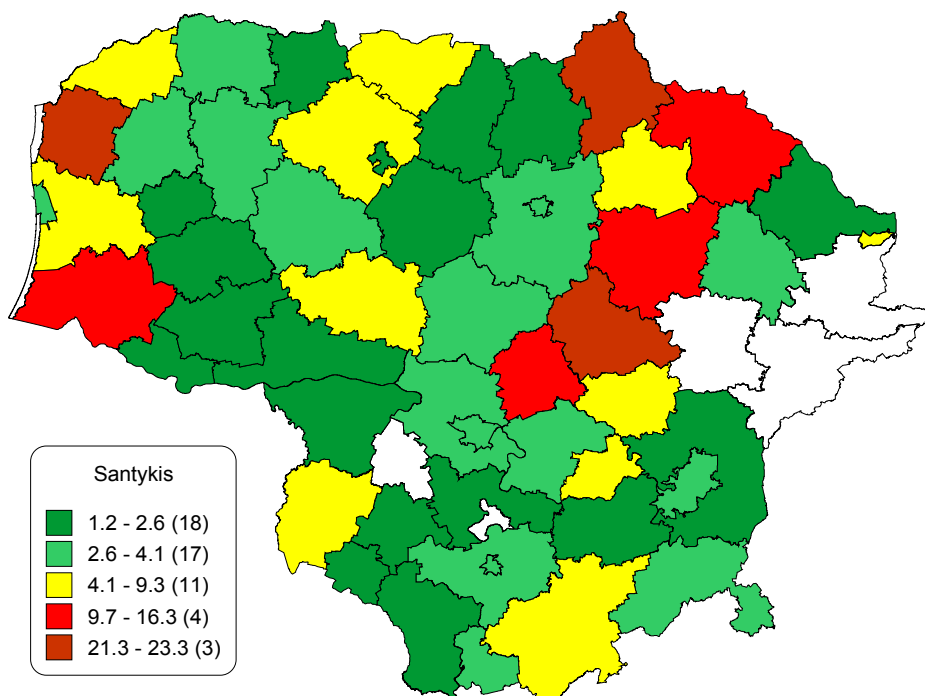 Santykis
1.2 - 2.6 (18)
2.6 - 4.1 (17)
4.1 - 9.3 (11)
9.7 - 16.3 (4)
21.3 - 23.3 (3)